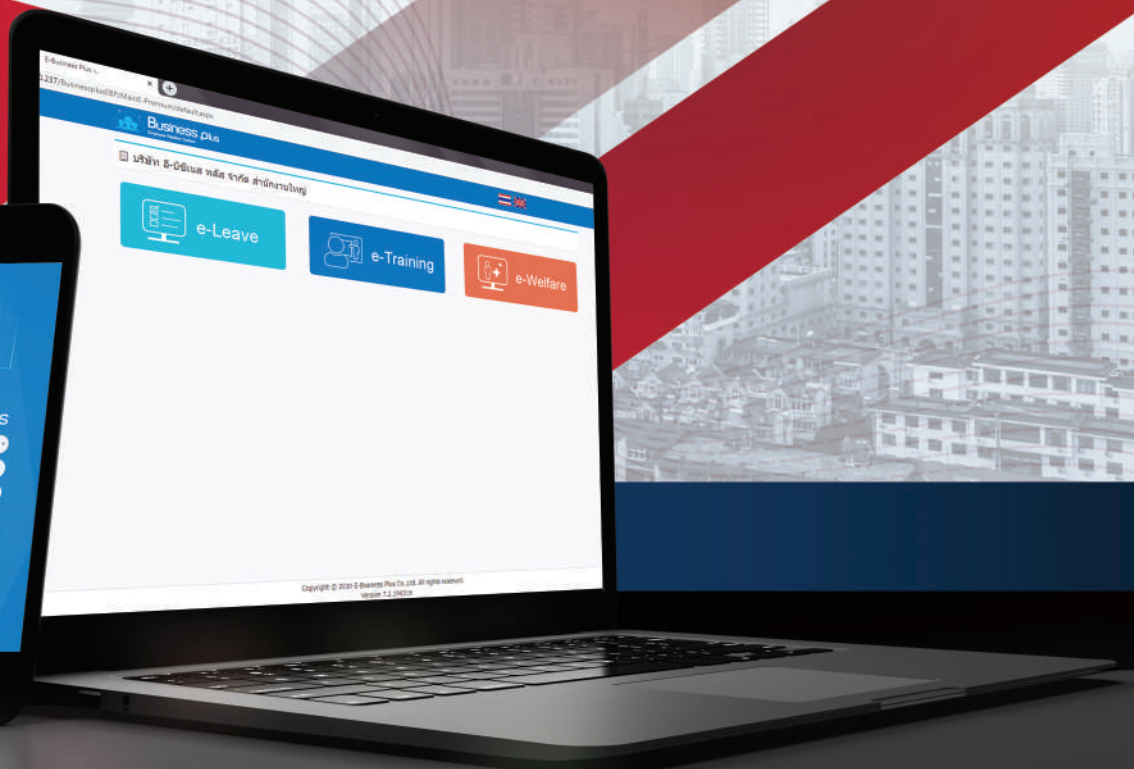 E-Business Plus
Business plus
บริษัท อี-บิซิเนส พลัส จำกัด สำนักงานใหญ่
e-Leave
e-Training
e-Welfare
Copyright © 2020 E-Business Plus Co.,Ltd. All rights reserved.
Version